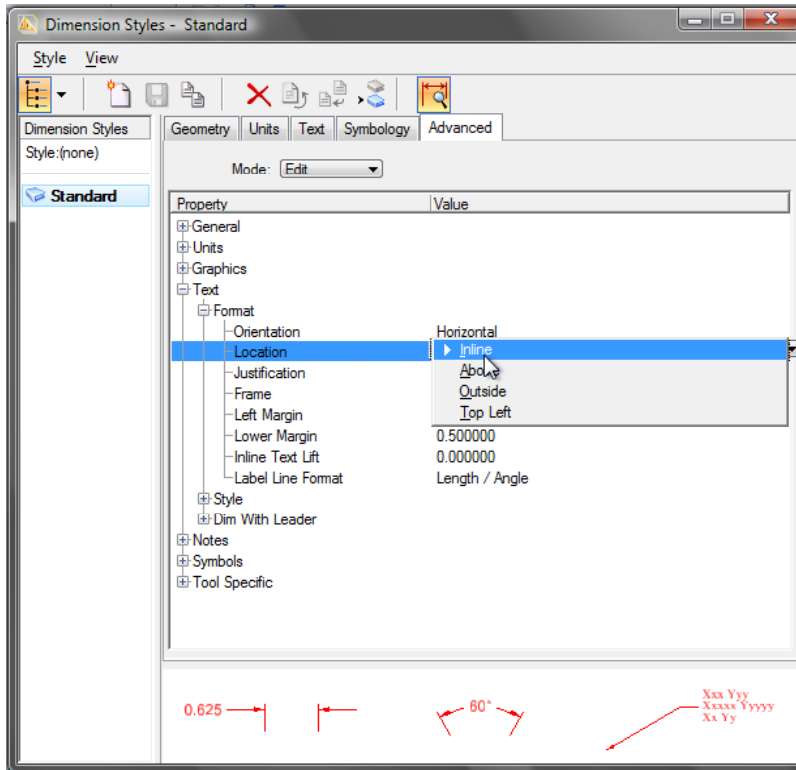 Dimension Styles - Standard
Style View
Dimension Styles
Style:(none)
Standard
Geometry Units Text Symbology Advanced
Mode: Edit
Property Value
General
Units
Graphics
Text
Format
Orientation Horizontal
Location Inline
Justification Above
Frame Outside
Left Margin Top Left
Lower Margin 0.500000
Inline Text Lift 0.000000
Label Line Format Length / Angle
Style
Dim With Leader
Notes
Symbols
Tool Specific
0.625 60° Xxx Yyy
Xxxxx Yyyyy
Xx Yy